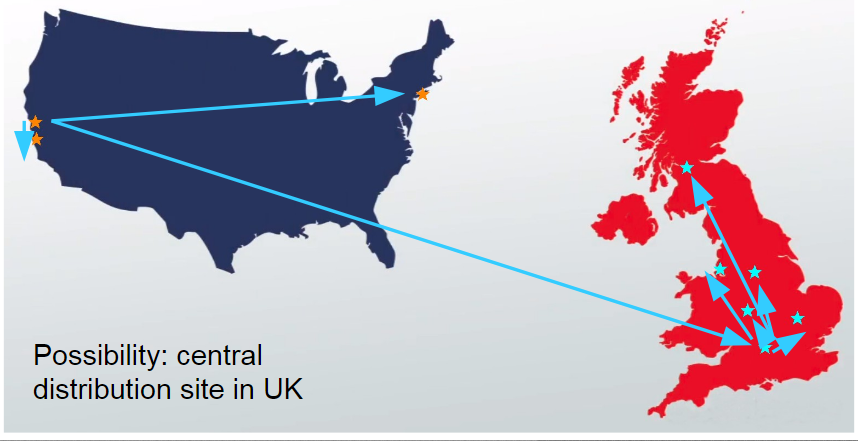 Possibility: central
distribution site in UK